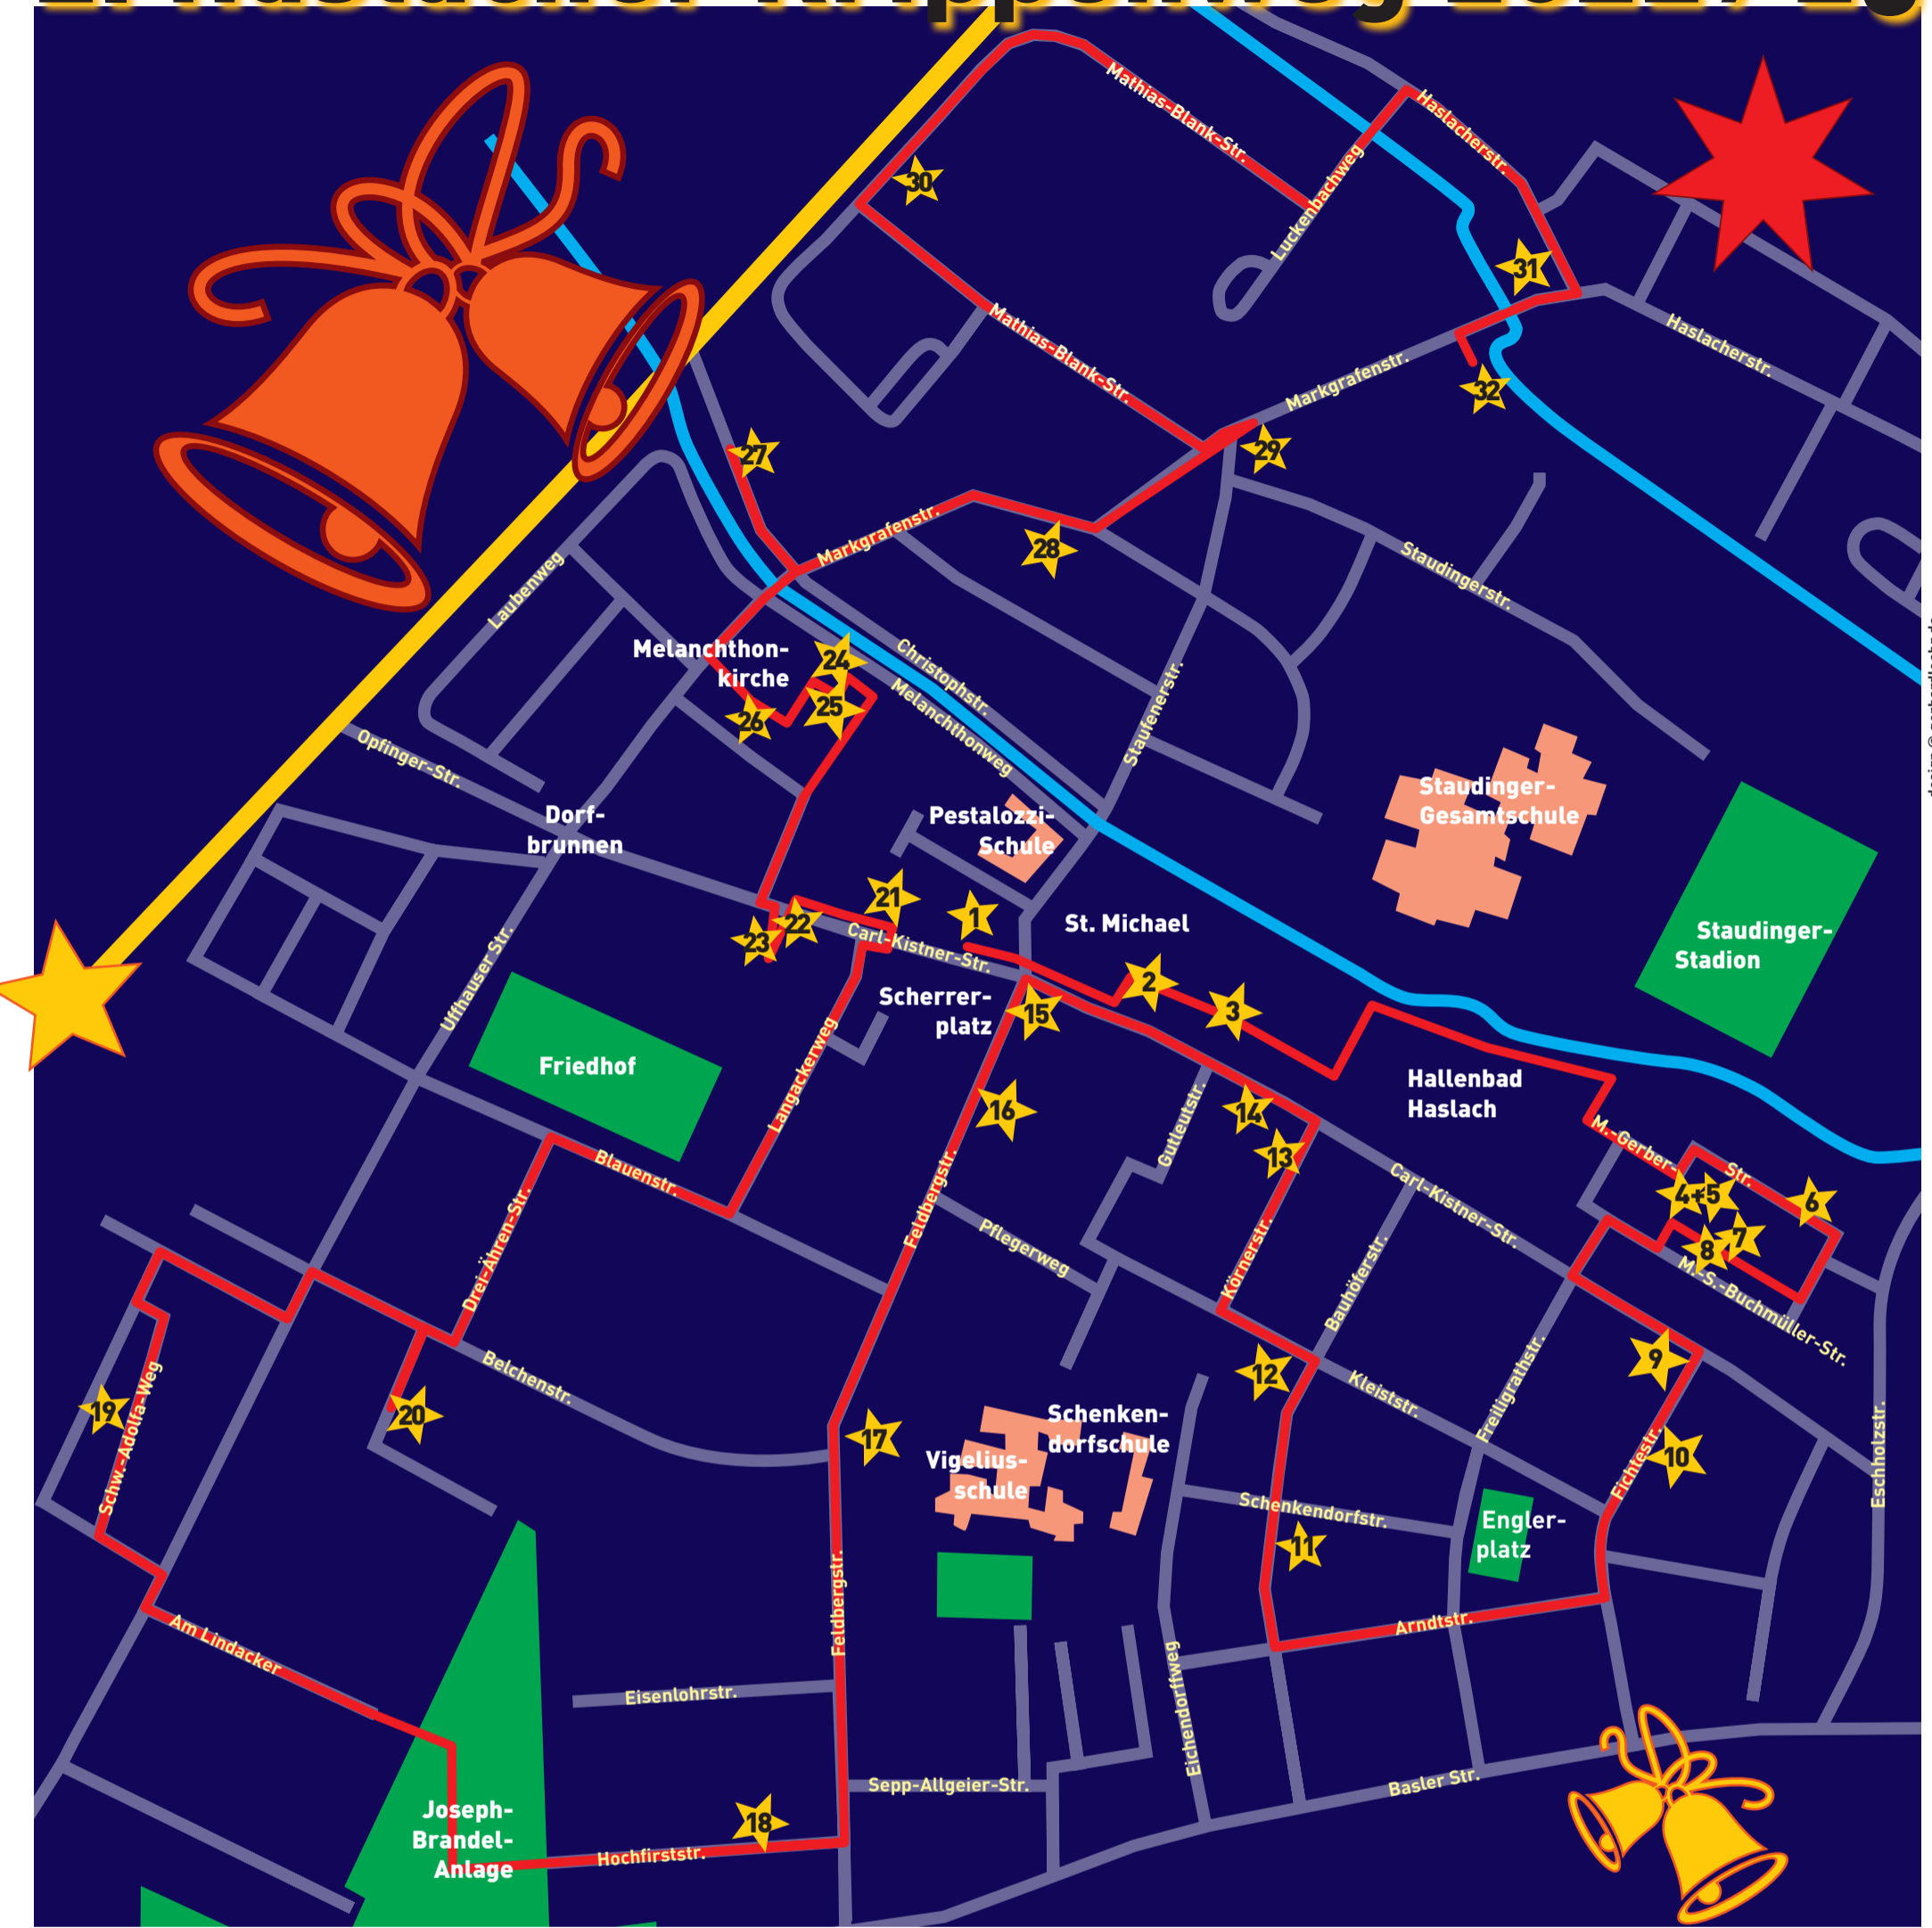 Mathias-Blank-Str.
Haslacherstr.
Luckenbachweg
30
31
Mathias-Blank-Str.
Haslacherstr.
Markgrafenstr.
32
27
29
Markgrafenstr.
28
Staudingerstr.
Laubenweg
Melanchthon-
kirche
24
25
26
Christophstr.
Melanchthonweg
Staufenerstr.
Opfinger-Str.
Dorf-
brunnen
Pestalozzi-
Schule
Staudinger-
Gesamtschule
21
1
22
23
Carl-Kistner-Str.
St. Michael
Staudinger-
Stadion
Uffhauser Str.
2
3
Scherrer-
platz
15
Friedhof
Langackerweg
Hallenbad
Haslach
16
14
13
Gutleutstr.
M.-Gerber-
Str.
4+5
6
7
8
Blauenstr.
Feldbergstr.
Carl-Kistner-Str.
Drei-Ähren-Str.
Pflegerweg
Körnerstr.
Bauhöferstr.
M.-S.-Buchmüller-Str.
Belchenstr.
9
12
Kleiststr.
Freiligrathstr.
19
Schw.-Adolfa-Weg
20
17
Schenken-
dorfschule
Vigelius-
schule
10
Fichtestr.
Eschholzstr.
Schenkendorfstr.
Engler-
platz
11
Feldbergstr.
Arndtstr.
Am Lindacker
Eisenlohrstr.
Eichendorffweg
Sepp-Allgeier-Str.
Basler Str.
Joseph-
Brandel-
Anlage
18
Hochfirststr.